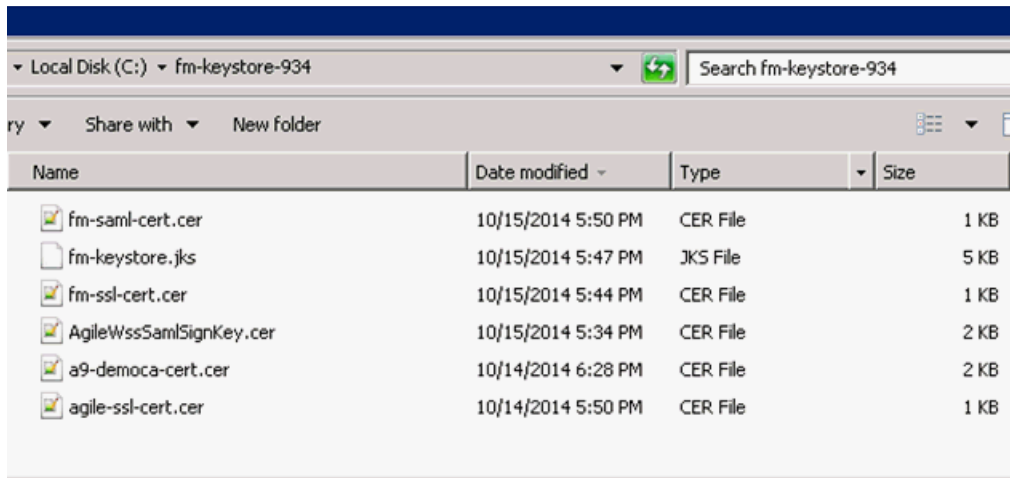 Local Disk (C:) fm-keystore-934 Search fm-keystore-934
ry Share with New folder
Name Date modified Type Size
fm-saml-cert.cer 10/15/2014 5:50 PM CER File 1 KB
fm-keystore.jks 10/15/2014 5:47 PM JKS File 5 KB
fm-ssl-cert.cer 10/15/2014 5:44 PM CER File 1 KB
AgileWssSamlSignKey.cer 10/15/2014 5:34 PM CER File 2 KB
a9-democa-cert.cer 10/14/2014 6:28 PM CER File 2 KB
agile-ssl-cert.cer 10/14/2014 5:50 PM CER File 1 KB